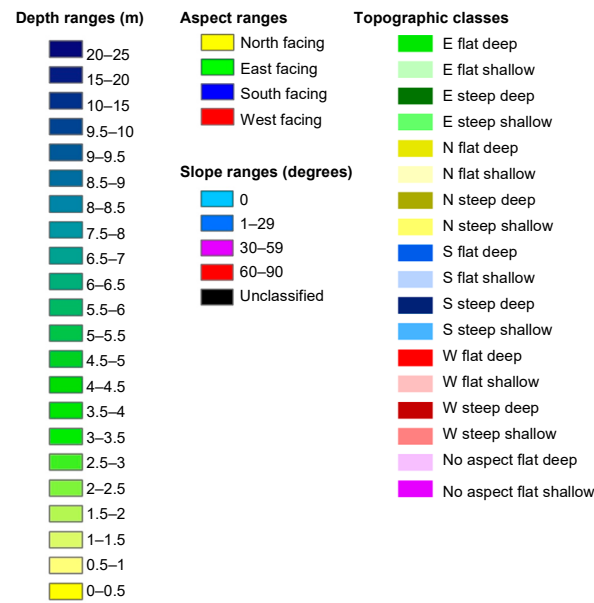 Depth ranges (m)
20–25
15–20
10–15
9.5–10
9–9.5
8.5–9
8–8.5
7.5–8
6.5–7
6–6.5
5.5–6
5–5.5
4.5–5
4–4.5
3.5–4
3–3.5
2.5–3
2–2.5
1.5–2
1–1.5
0.5–1
0–0.5
Aspect ranges
North facing
East facing
South facing
West facing
Slope ranges (degrees)
0
1–29
30–59
60–90
Unclassified
Topographic classes
E flat deep
E flat shallow
E steep deep
E steep shallow
N flat deep
N flat shallow
N steep deep
N steep shallow
S flat deep
S flat shallow
S steep deep
S steep shallow
W flat deep
W flat shallow
W steep deep
W steep shallow
No aspect flat deep
No aspect flat shallow